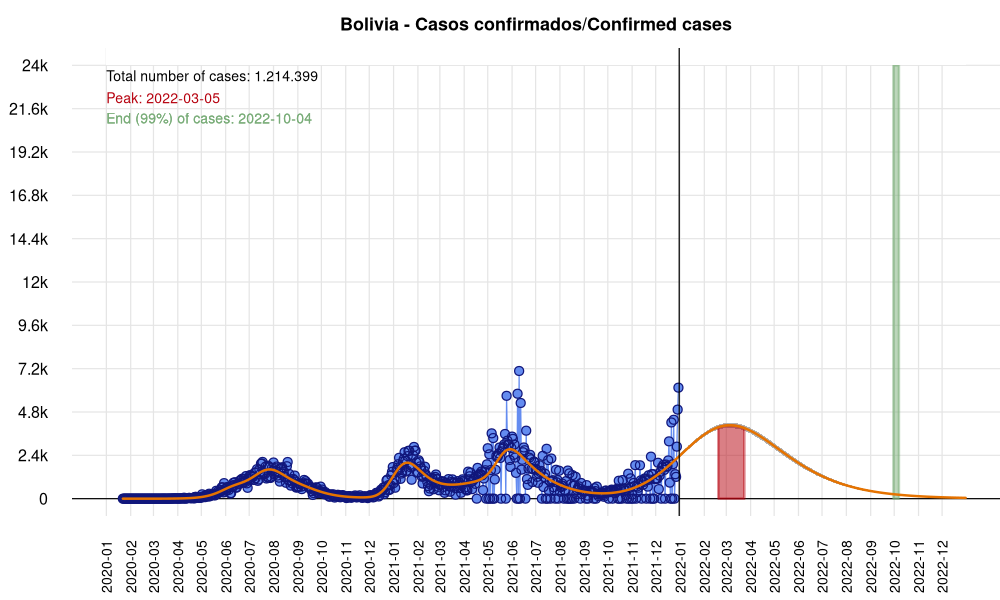 Bolivia - Casos confirmados/Confirmed cases
24k
Total number of cases: 1.214.399
Peak: 2022-03-05
End (99%) of cases: 2022-10-04
21.6k
19.2k
16.8k
14.4k
12k
9.6k
7.2k
4.8k
2.4k
0
2020-01
2020-02
2020-03
2020-04
2020-05
2020-06
2020-07
2020-08
2020-09
2020-10
2020-11
2020-12
2021-01
2021-02
2021-03
2021-04
2021-05
2021-06
2021-07
2021-08
2021-09
2021-10
2021-11
2021-12
2022-01
2022-02
2022-03
2022-04
2022-05
2022-06
2022-07
2022-08
2022-09
2022-10
2022-11
2022-12